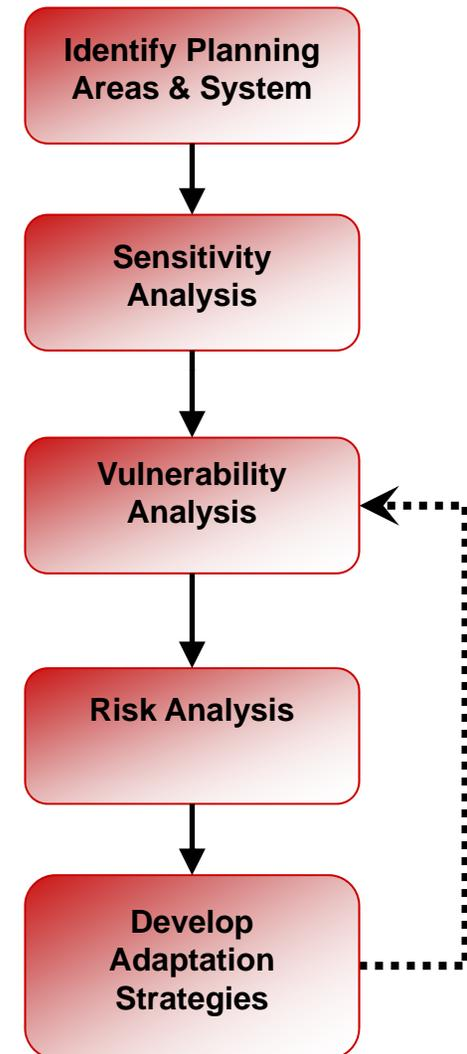 Identify Planning
Areas & System
Sensitivity
Analysis
Vulnerability
Analysis
Risk Analysis
Develop
Adaptation
Strategies